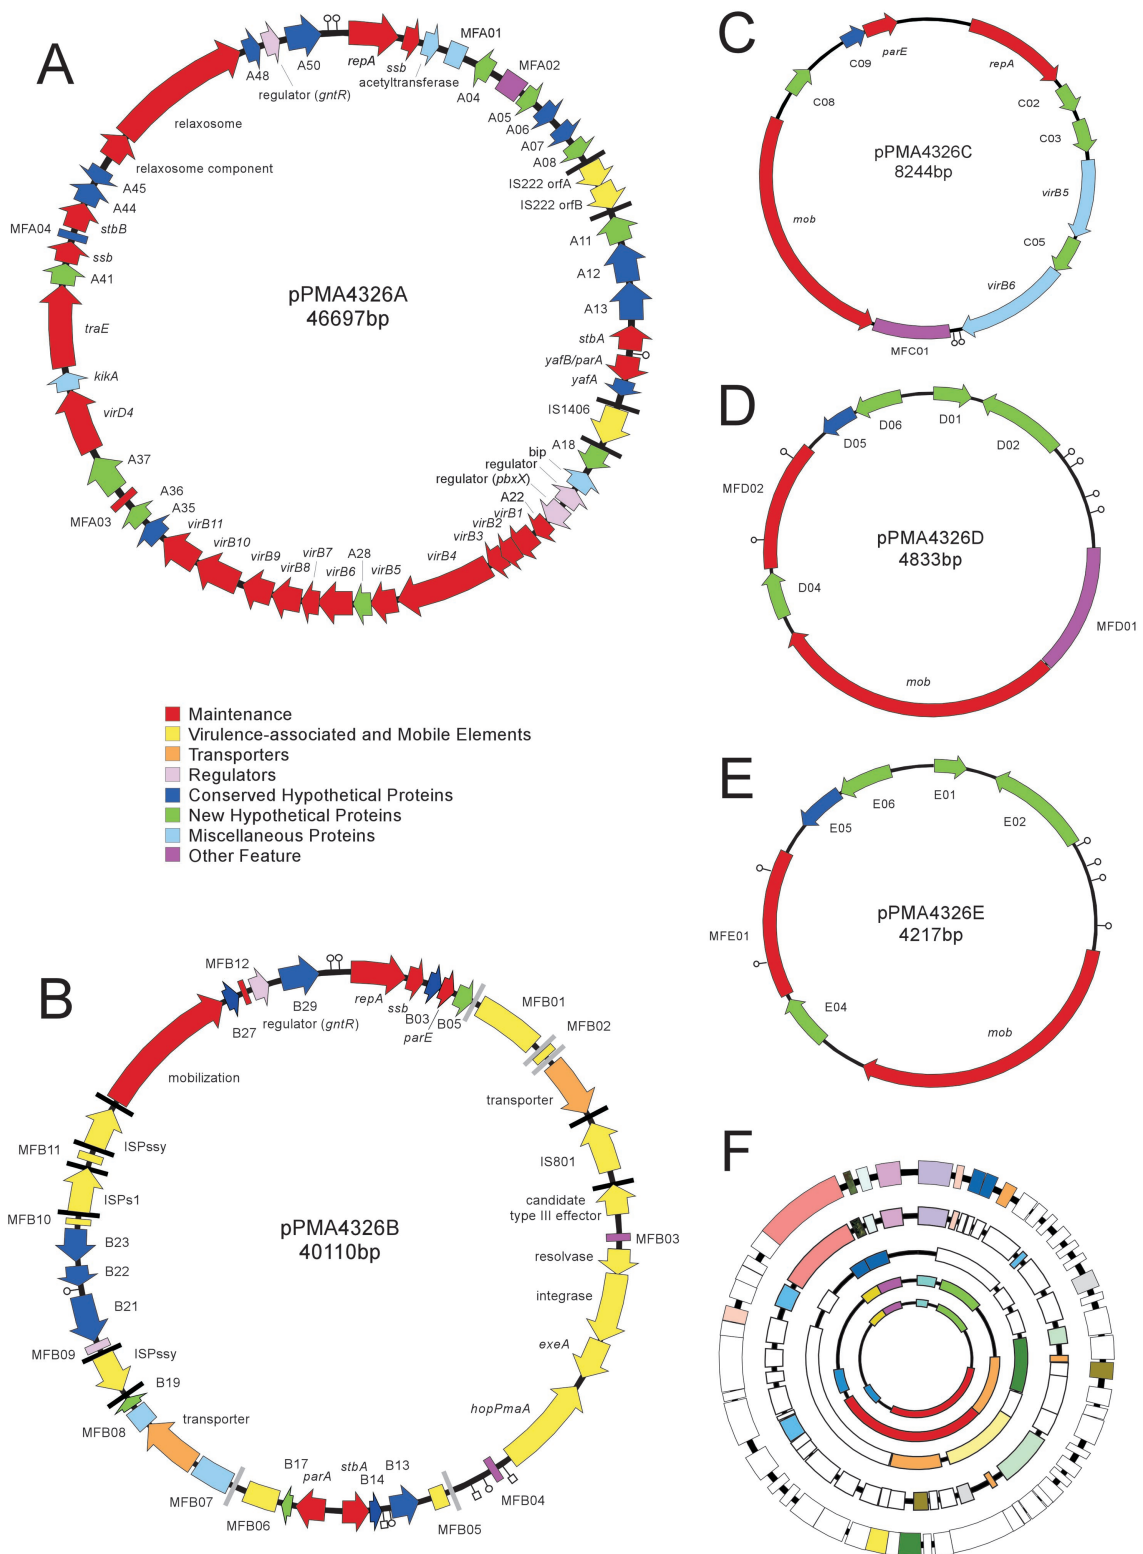 A
A48
regulator (gntR)
A50
repA
ssb
acetyltransferase
MFA01
A04
MFA02
A05
A06
A07
A08
IS222 orfA
IS222 orfB
A11
A12
A13
stbA
yafB/parA
yafA
IS1406
A18
bip
regulator
regulator (pbxX)
A22
virB1
virB2
virB3
virB4
virB5
A28
virB6
virB7
virB8
virB9
virB10
virB11
A35
A36
MFA03
A37
virD4
kikA
traE
A41
ssb
MFA04
stbB
A44
A45
relaxosome component
relaxosome
pPMA4326A
46697bp
Maintenance
Virulence-associated and Mobile Elements
Transporters
Regulators
Conserved Hypothetical Proteins
New Hypothetical Proteins
Miscellaneous Proteins
Other Feature
B
MFB12
B27
regulator (gntR)
B29
repA
ssb
B03
parE
B05
MFB01
MFB02
transporter
IS801
candidate
type III effector
MFB03
resolvase
integrase
exeA
hopPmaA
MFB04
MFB05
B13
B14
stbA
parA
B17
MFB06
MFB07
transporter
MFB08
B19
ISPssy
MFB09
B21
B22
B23
MFB10
ISPs1
MFB11
ISPssy
mobilization
pPMA4326B
40110bp
C
C09
parE
repA
C02
C03
virB5
C05
virB6
MFC01
mob
C08
pPMA4326C
8244bp
D
D05
D06
D01
D02
MFD01
mob
D04
MFD02
pPMA4326D
4833bp
E
E05
E06
E01
E02
mob
E04
MFE01
pPMA4326E
4217bp
F